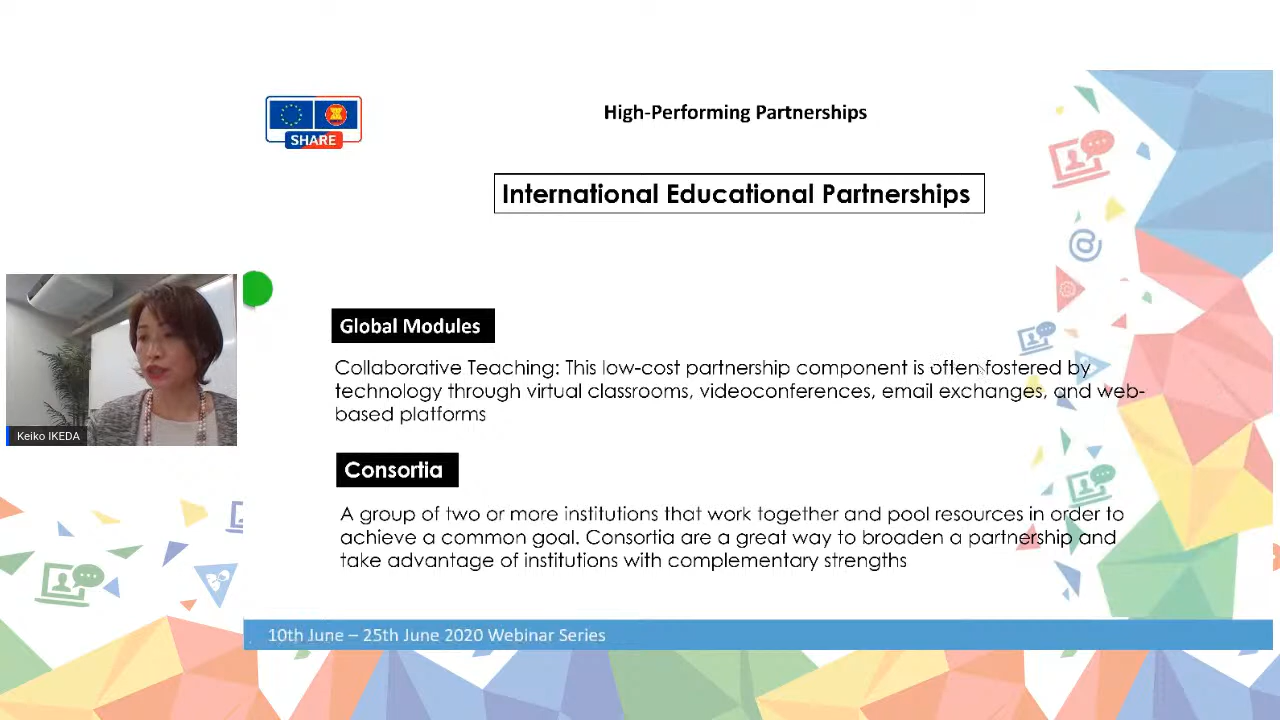 SHARE
High-Performing Partnerships
International Educational Partnerships
Global Modules
Collaborative Teaching: This low-cost partnership component is often fostered by
technology through virtual classrooms, videoconferences, email exchanges, and web-
based platforms
Keiko IKEDA
Consortia
A group of two or more institutions that work together and pool resources in order to
achieve a common goal. Consortia are a great way to broaden a partnership and
take advantage of institutions with complementary strengths
10th June – 25th June 2020 Webinar Series